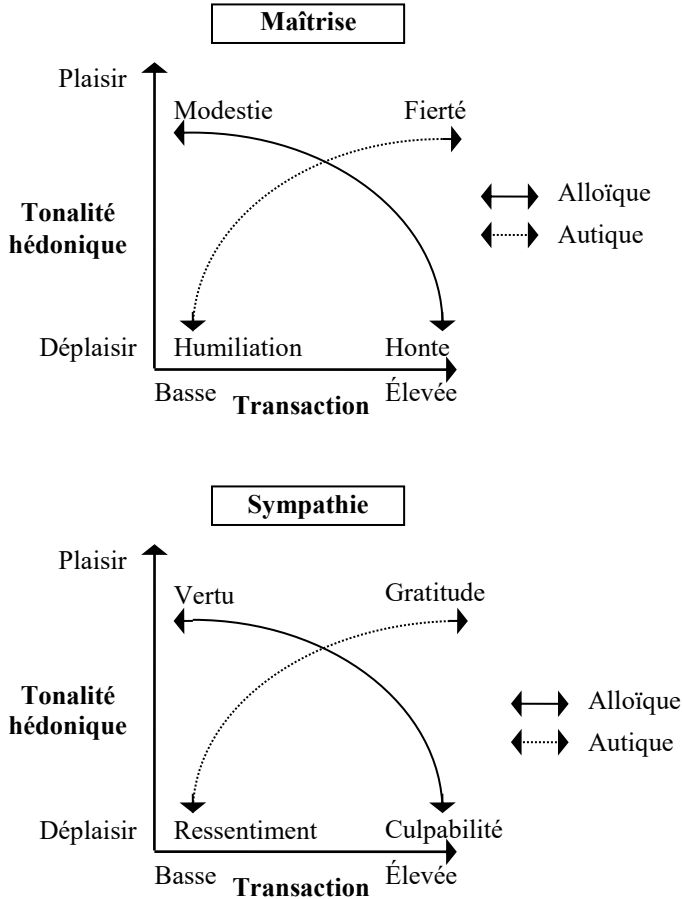 Maîtrise
Plaisir
Modestie Fierté
Alloïque
Tonalité
hédonique
Autique
Déplaisir Humiliation Honte
Basse Transaction Élevée
Sympathie
Plaisir
Vertu Gratitude
Tonalité
hédonique
Alloïque
Autique
Déplaisir Ressentiment Culpabilité
Basse Transaction Élevée